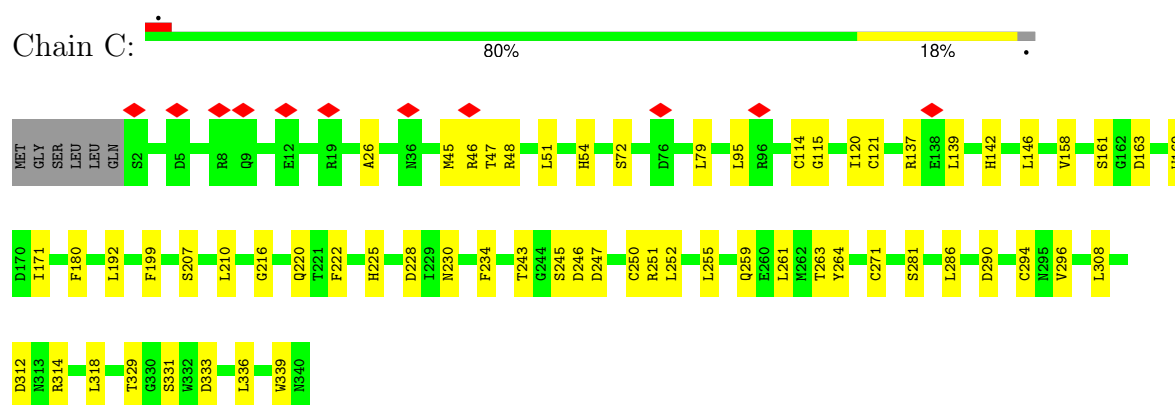 Chain C:
80% 18%
MET GLY SER LEU LEU GLN S2 D5 R8 Q9 E12 R19 A26 N36 M45 R46 T47 R48 L51 H54 S72 D76 L79 L95 R96 C114 G115 I120 C121 R137 E138 L139 H142 L146 V158 S161 G162 D163
D170 I171 F180 L192 F199 S207 L210 G216 Q220 T221 F222 H225 D228 I229 N230 F234 T243 G244 S245 D246 D247 C250 R251 L252 L255 Q259 E260 L261 M262 T263 Y264 C271 S281 L286 D290 C294 N295 V296 L308
D312 N313 R314 L318 T329 G330 S331 W332 D333 L336 W339 N340